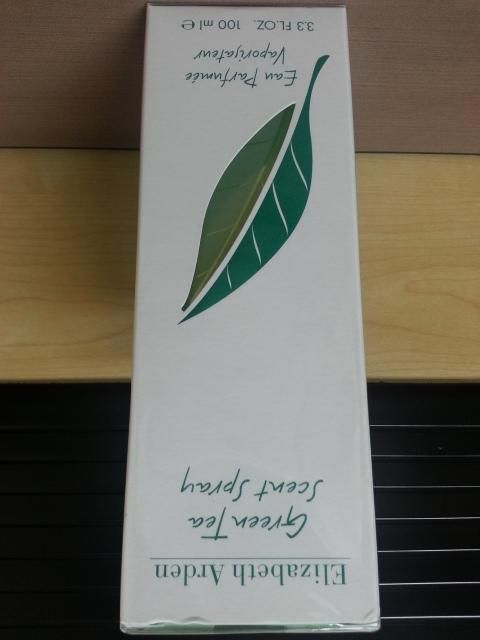 Elizabeth Arden
Green Tea
Scent Spray
Eau Parfumée
Vaporisateur
3.3 FL.OZ. 100 ml e